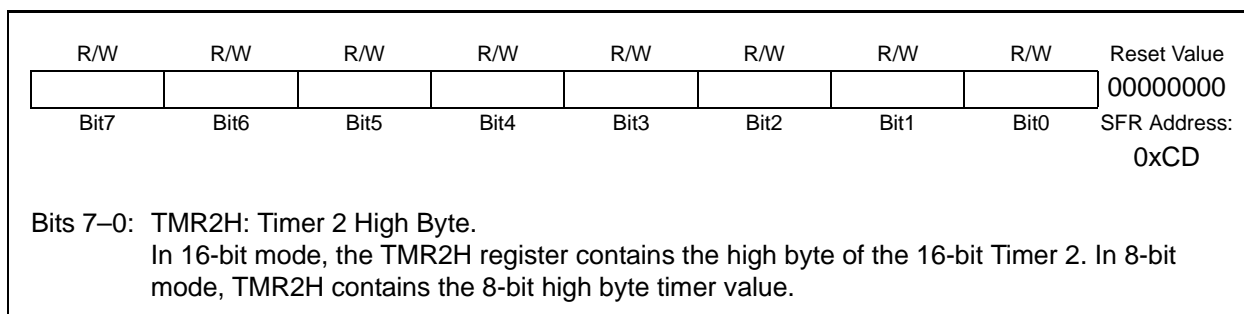 R/W R/W R/W R/W R/W R/W R/W R/W Reset Value
00000000
Bit7 Bit6 Bit5 Bit4 Bit3 Bit2 Bit1 Bit0 SFR Address:
0xCD
Bits 7–0: TMR2H: Timer 2 High Byte.
In 16-bit mode, the TMR2H register contains the high byte of the 16-bit Timer 2. In 8-bit
mode, TMR2H contains the 8-bit high byte timer value.